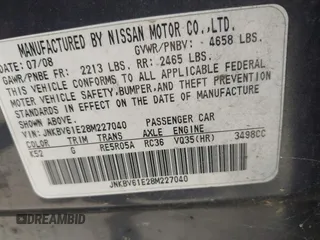 MANUFACTURED BY NISSAN MOTOR CO.,LTD.
DATE: 07/08 GVWR/PNBV: 4658 LBS.
GAWR/PNBE FR: 2213 LBS. RR: 2465 LBS.
THIS VEHICLE CONFORMS TO ALL APPLICABLE FEDERAL
MOTOR VEHICLE SAFETY, BUMPER, AND THEFT PREVENTION
STANDARDS IN EFFECT ON THE DATE OF MANUFACTURE
SHOWN ABOVE.
VIN: JNKBV61E28M227040 PASSENGER CAR
COLOR TRIM TRANS AXLE ENGINE
K52 G RE5R05A RC36 VQ35(HR) 3498CC
JNKBV61E28M227040
DREAMBID